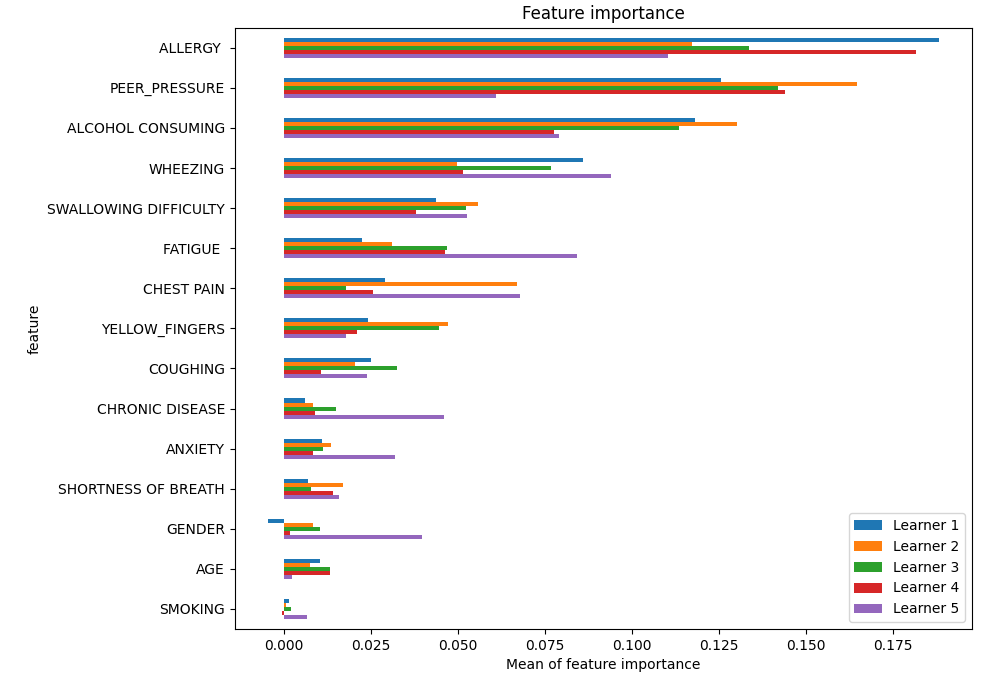 Feature importance
ALLERGY
PEER_PRESSURE
ALCOHOL CONSUMING
WHEEZING
SWALLOWING DIFFICULTY
FATIGUE
CHEST PAIN
YELLOW_FINGERS
COUGHING
CHRONIC DISEASE
ANXIETY
SHORTNESS OF BREATH
GENDER
AGE
SMOKING
feature
Learner 1
Learner 2
Learner 3
Learner 4
Learner 5
0.000 0.025 0.050 0.075 0.100 0.125 0.150 0.175
Mean of feature importance